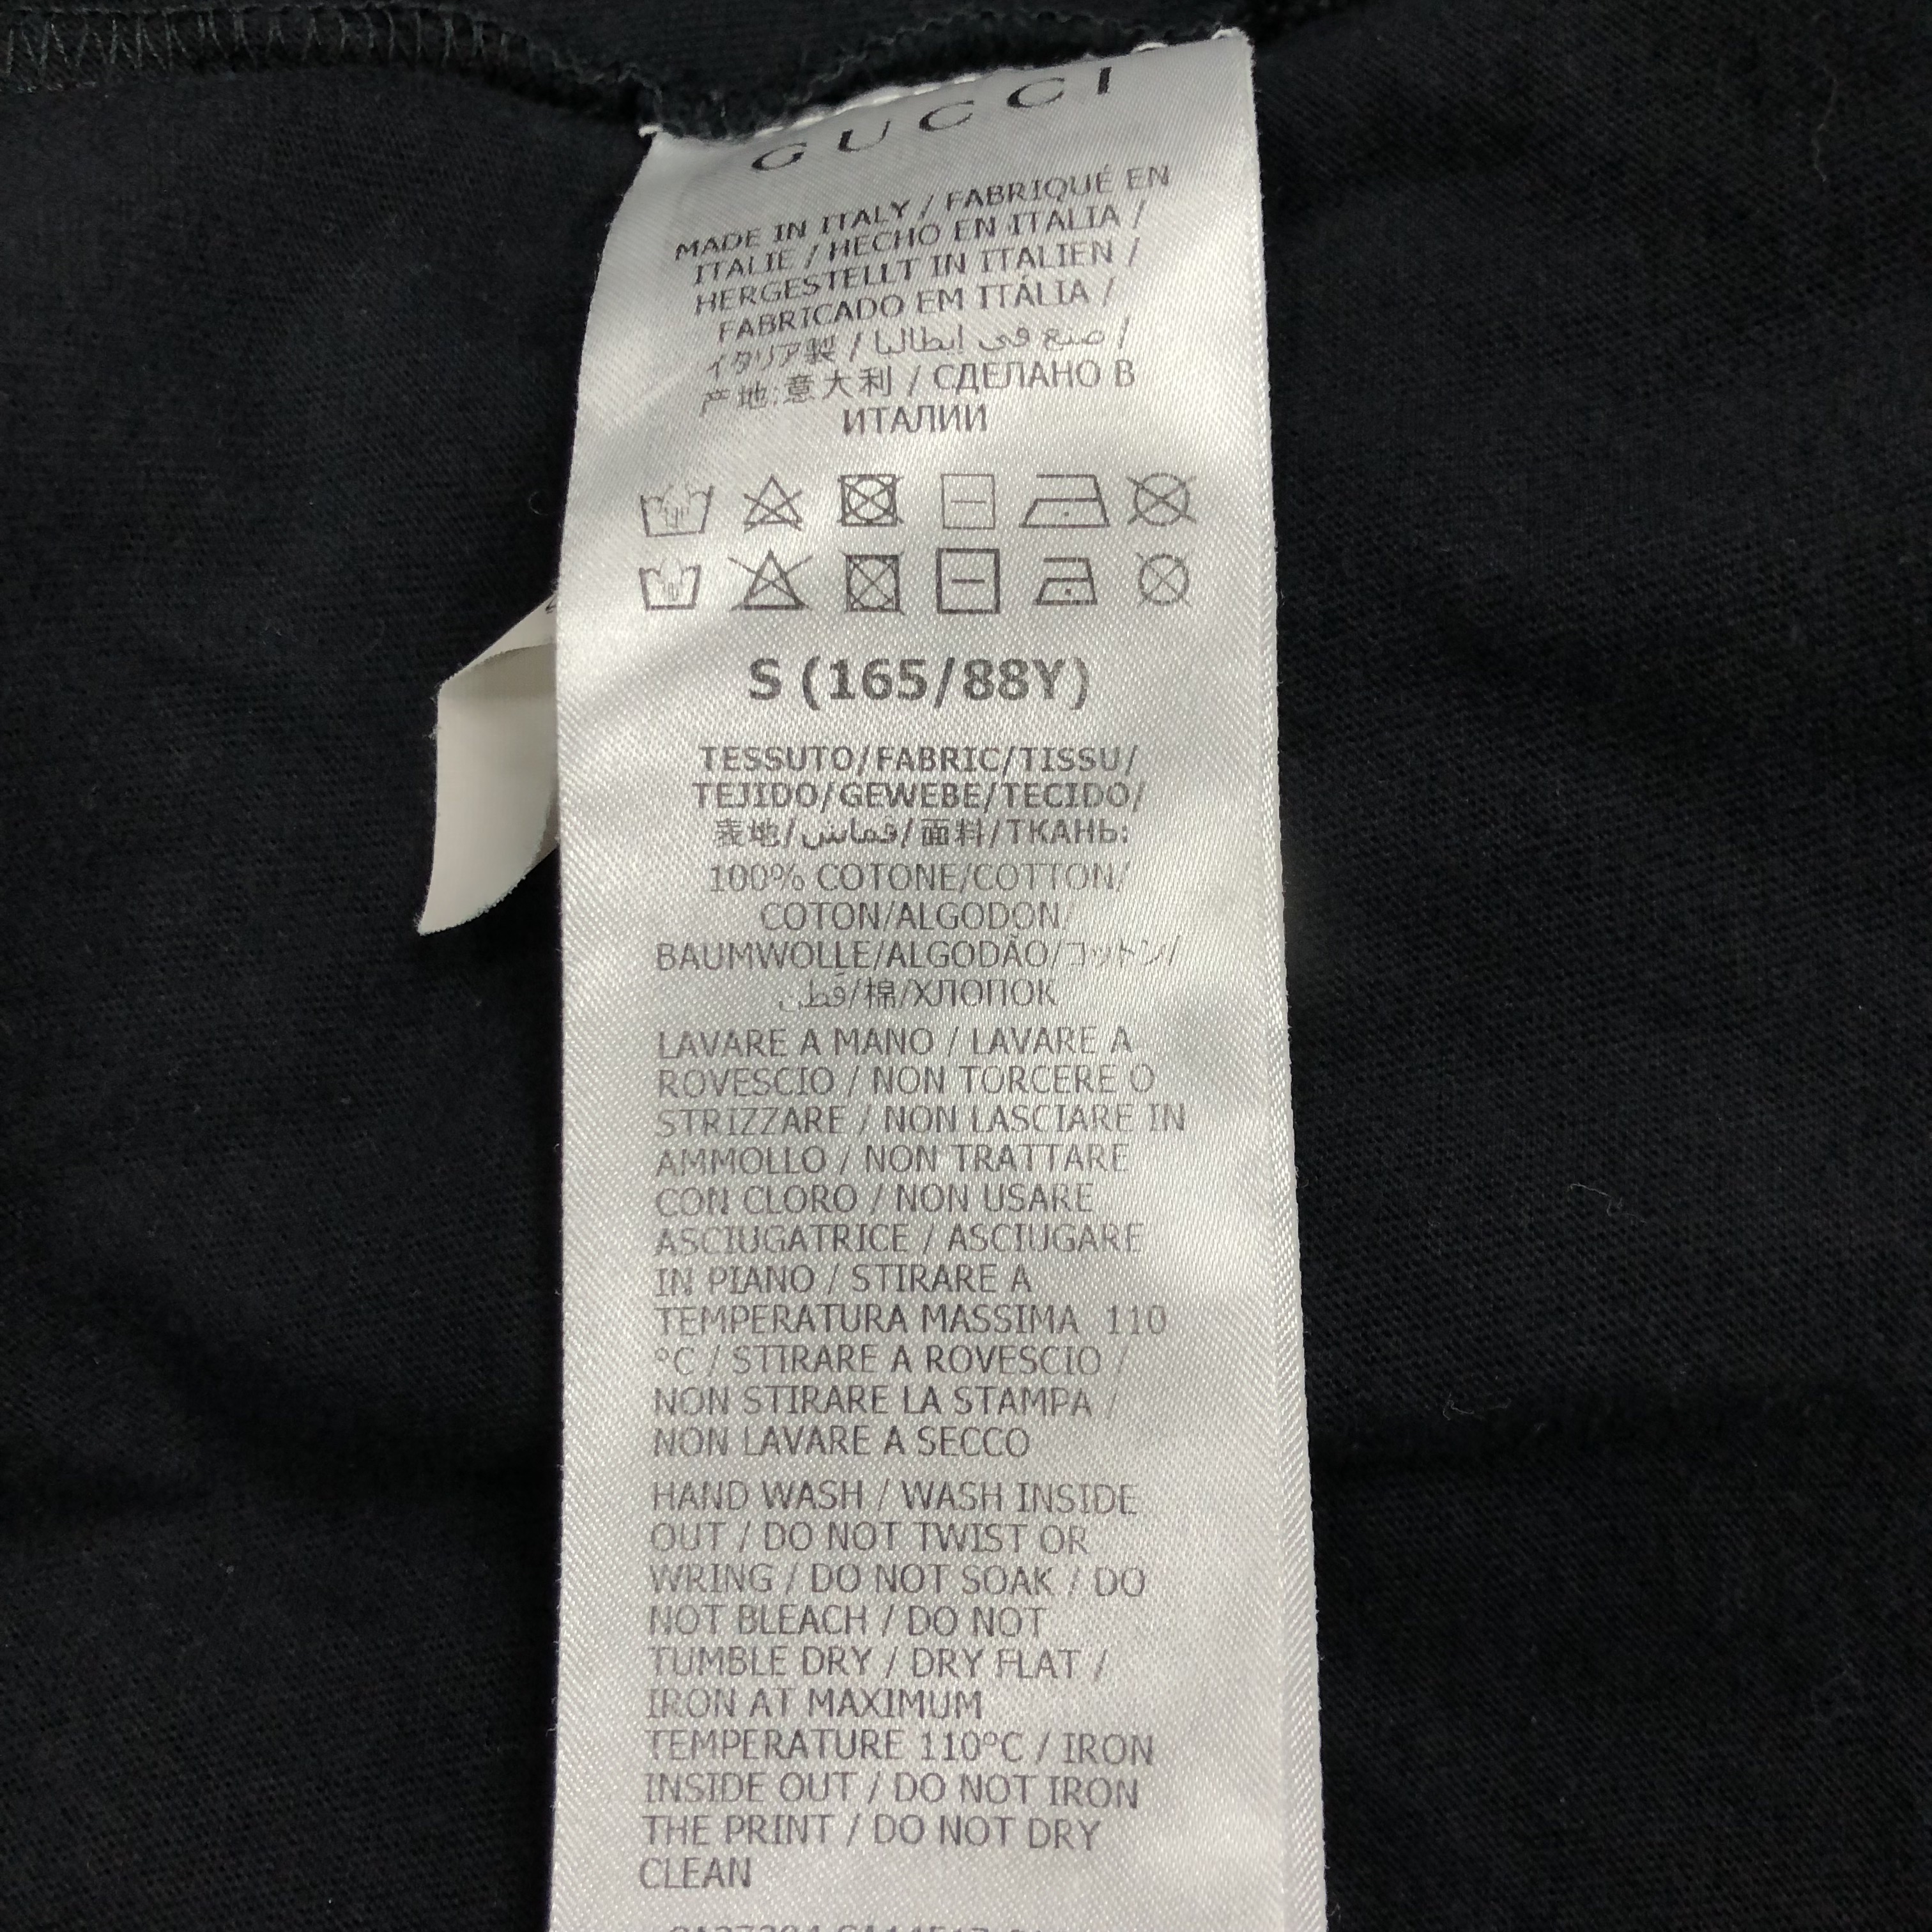 GUCCI
MADE IN ITALY / FABRIQUÉ EN
ITALIE / HECHO EN ITALIA /
HERGESTELLT IN ITALIEN /
FABRICADO EM ITÁLIA /
イタリア製 / صنع في ايطاليا /
产地:意大利 / СДЕЛАНО В
ИТАЛИИ
S (165/88Y)
TESSUTO/FABRIC/TISSU/
TEJIDO/GEWEBE/TECIDO/
表地/قماش/面料/ТКАНЬ:
100% COTONE/COTTON/
COTON/ALGODON/
BAUMWOLLE/ALGODÃO/コットン/
قطن/棉/ХЛОПОК
LAVARE A MANO / LAVARE A
ROVESCIO / NON TORCERE O
STRIZZARE / NON LASCIARE IN
AMMOLLO / NON TRATTARE
CON CLORO / NON USARE
ASCIUGATRICE / ASCIUGARE
IN PIANO / STIRARE A
TEMPERATURA MASSIMA 110
°C / STIRARE A ROVESCIO /
NON STIRARE LA STAMPA /
NON LAVARE A SECCO
HAND WASH / WASH INSIDE
OUT / DO NOT TWIST OR
WRING / DO NOT SOAK / DO
NOT BLEACH / DO NOT
TUMBLE DRY / DRY FLAT /
IRON AT MAXIMUM
TEMPERATURE 110°C / IRON
INSIDE OUT / DO NOT IRON
THE PRINT / DO NOT DRY
CLEAN